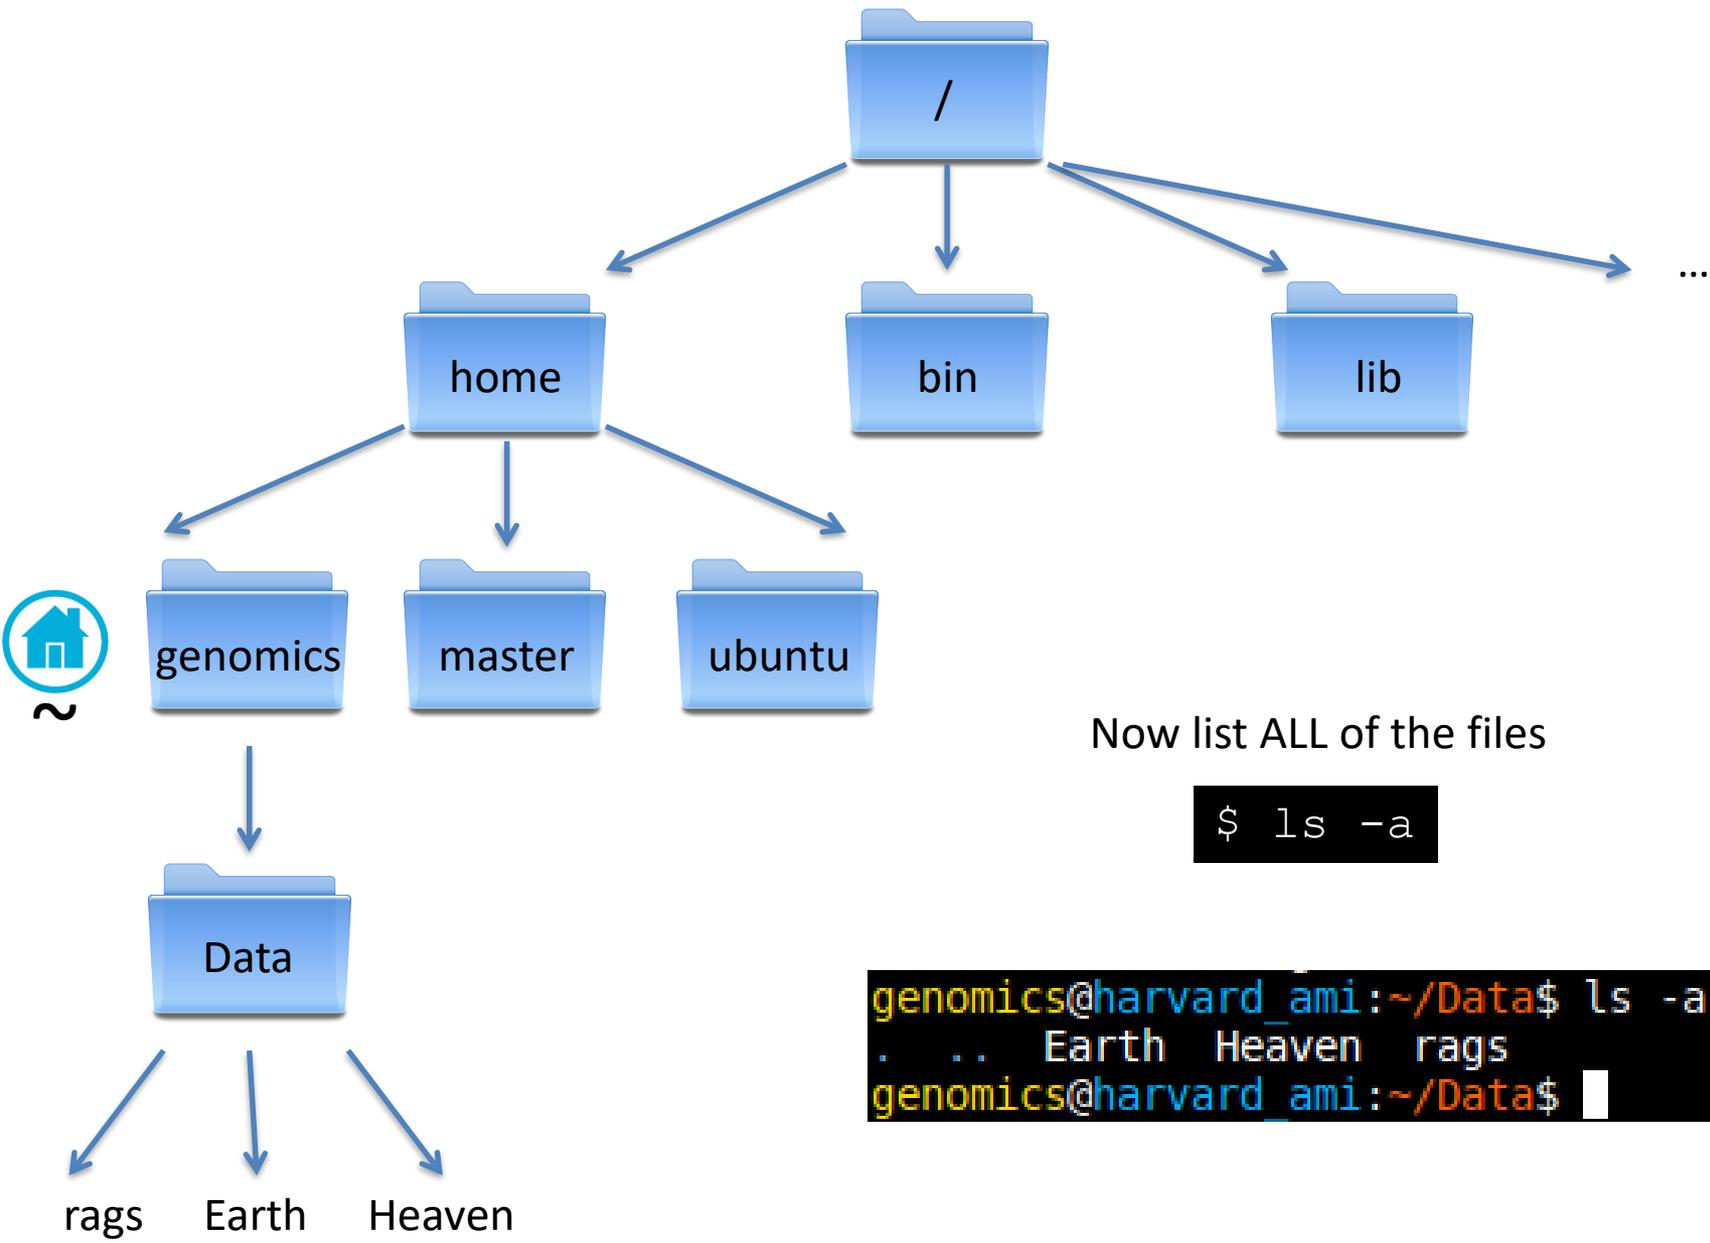 /
...
home
bin
lib
genomics
master
ubuntu
~
Now list ALL of the files
$ ls -a
Data
genomics@harvard_ami:~/Data$ ls -a
. .. Earth Heaven rags
genomics@harvard_ami:~/Data$
rags Earth Heaven